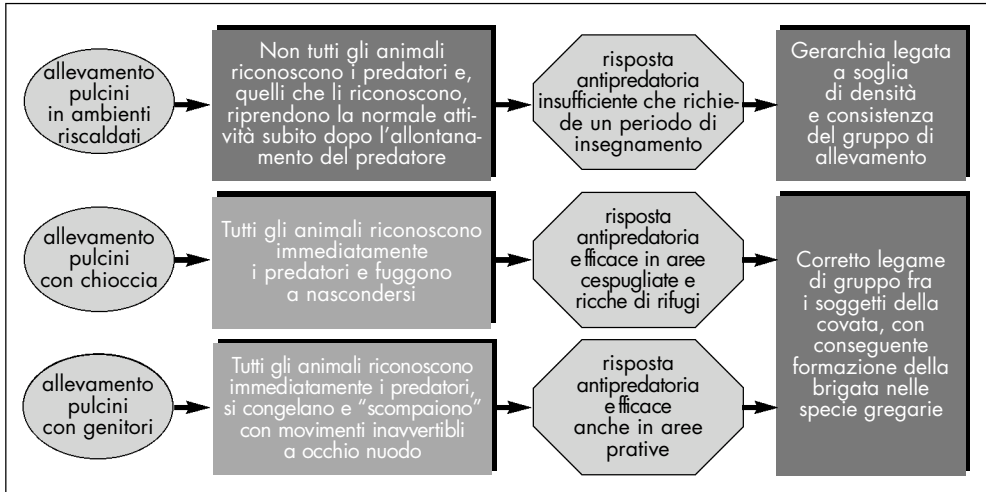 allevamento
pulcini
in ambienti
riscaldati
Non tutti gli animali
riconoscono i predatori e,
quelli che li riconoscono,
riprendono la normale atti-
vità subito dopo l'allontana-
mento del predatore
risposta
antipredatoria
insufficiente che richie-
de un periodo di
insegnamento
Gerarchia legata
a soglia
di densità
e consistenza
del gruppo di
allevamento
allevamento
pulcini
con chioccia
Tutti gli animali riconoscono
immediatamente
i predatori e fuggono
a nascondersi
risposta
antipredatoria
efficace in aree
cespugliate e
ricche di rifugi
Corretto legame
di gruppo fra
i soggetti della
covata, con
conseguente
formazione della
brigata nelle
specie gregarie
allevamento
pulcini
con genitori
Tutti gli animali riconoscono
immediatamente i predatori,
si congelano e “scompaiono”
con movimenti inavvertibli
a occhio nuodo
risposta
antipredatoria
efficace
anche in aree
prative